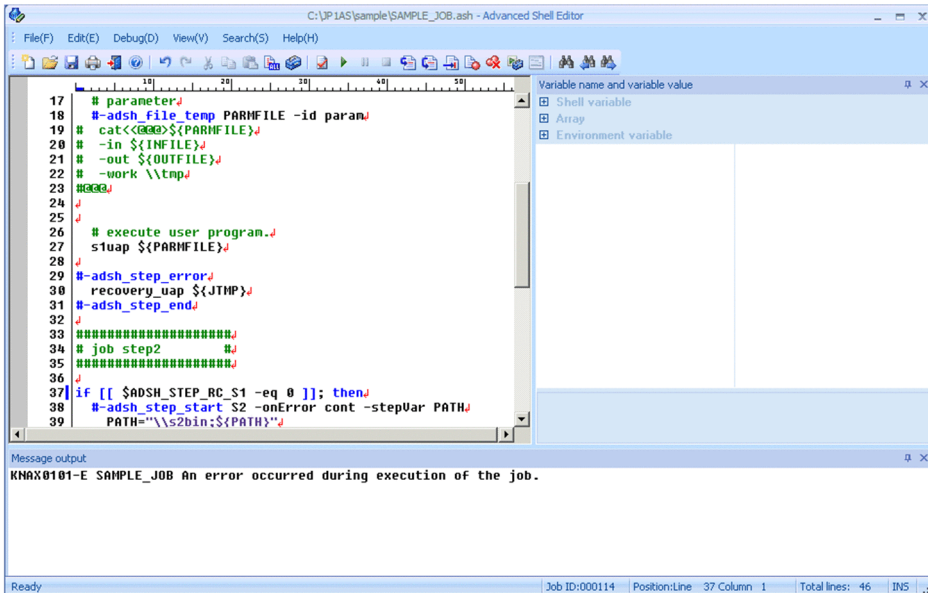 C:\JP1AS\sample\SAMPLE_JOB.ash - Advanced Shell Editor
File(F) Edit(E) Debug(D) View(V) Search(S) Help(H)
10 20 30 40 50
17 # parameter
18 #-adsh_file_temp PARMFILE -id param
19 # cat<<@@@>${PARMFILE}
20 # -in ${INFILE}
21 # -out ${OUTFILE}
22 # -work \\tmp
23 #@@@
24
25
26 # execute user program.
27 s1uap ${PARMFILE}
28
29 #-adsh_step_error
30 recovery_uap ${JTMP}
31 #-adsh_step_end
32
33 ####################
34 # job step2 #
35 ####################
36
37 if [[ $ADSH_STEP_RC_S1 -eq 0 ]]; then
38 #-adsh_step_start S2 -onError cont -stepVar PATH
39 PATH="\\s2bin;${PATH}"
Variable name and variable value
Shell variable
Array
Environment variable
Message output
KNAX0101-E SAMPLE_JOB An error occurred during execution of the job.
Ready Job ID:000114 Position:Line 37 Column 1 Total lines: 46 INS